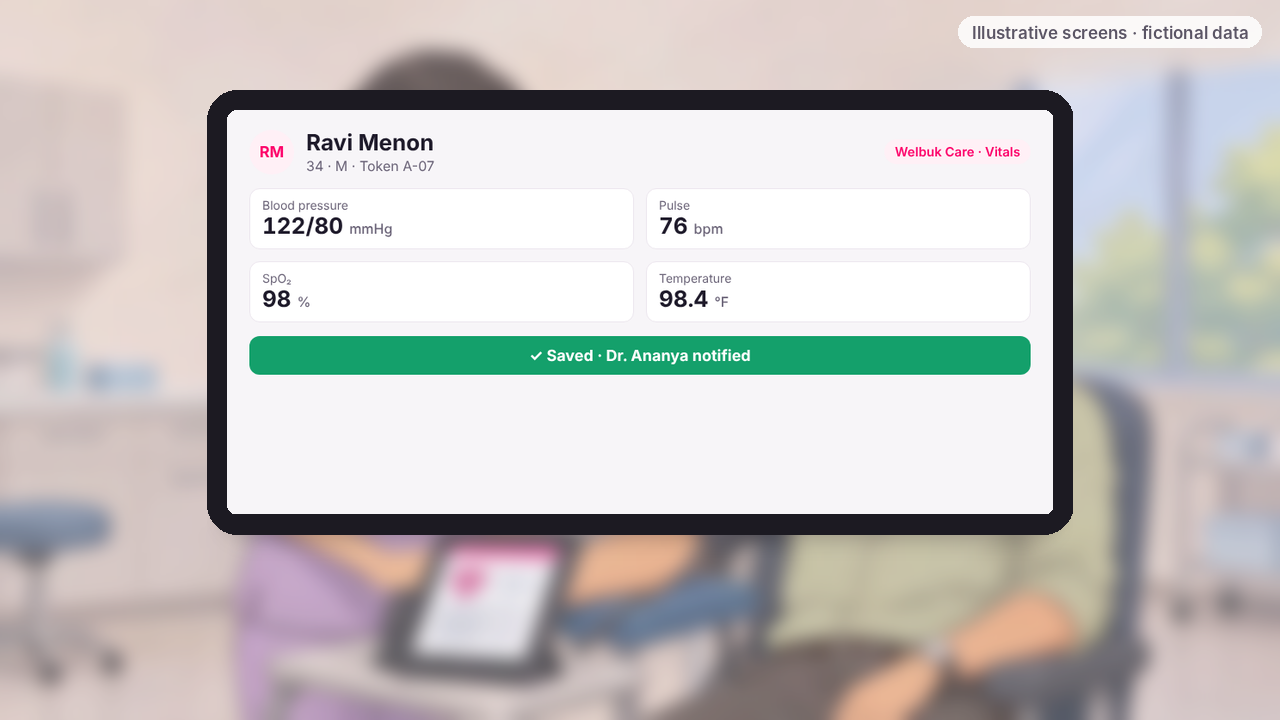 Illustrative screens · fictional data
RM
Ravi Menon
34 · M · Token A-07
Welbuk Care · Vitals
Blood pressure
122/80 mmHg
Pulse
76 bpm
SpO₂
98 %
Temperature
98.4 °F
✓ Saved · Dr. Ananya notified